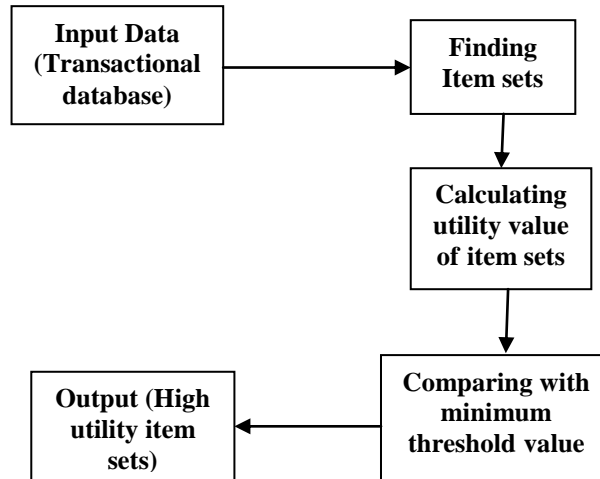 Input Data
(Transactional
database)
Finding
Item sets
Calculating
utility value
of item sets
Comparing with
minimum
threshold value
Output (High
utility item
sets)